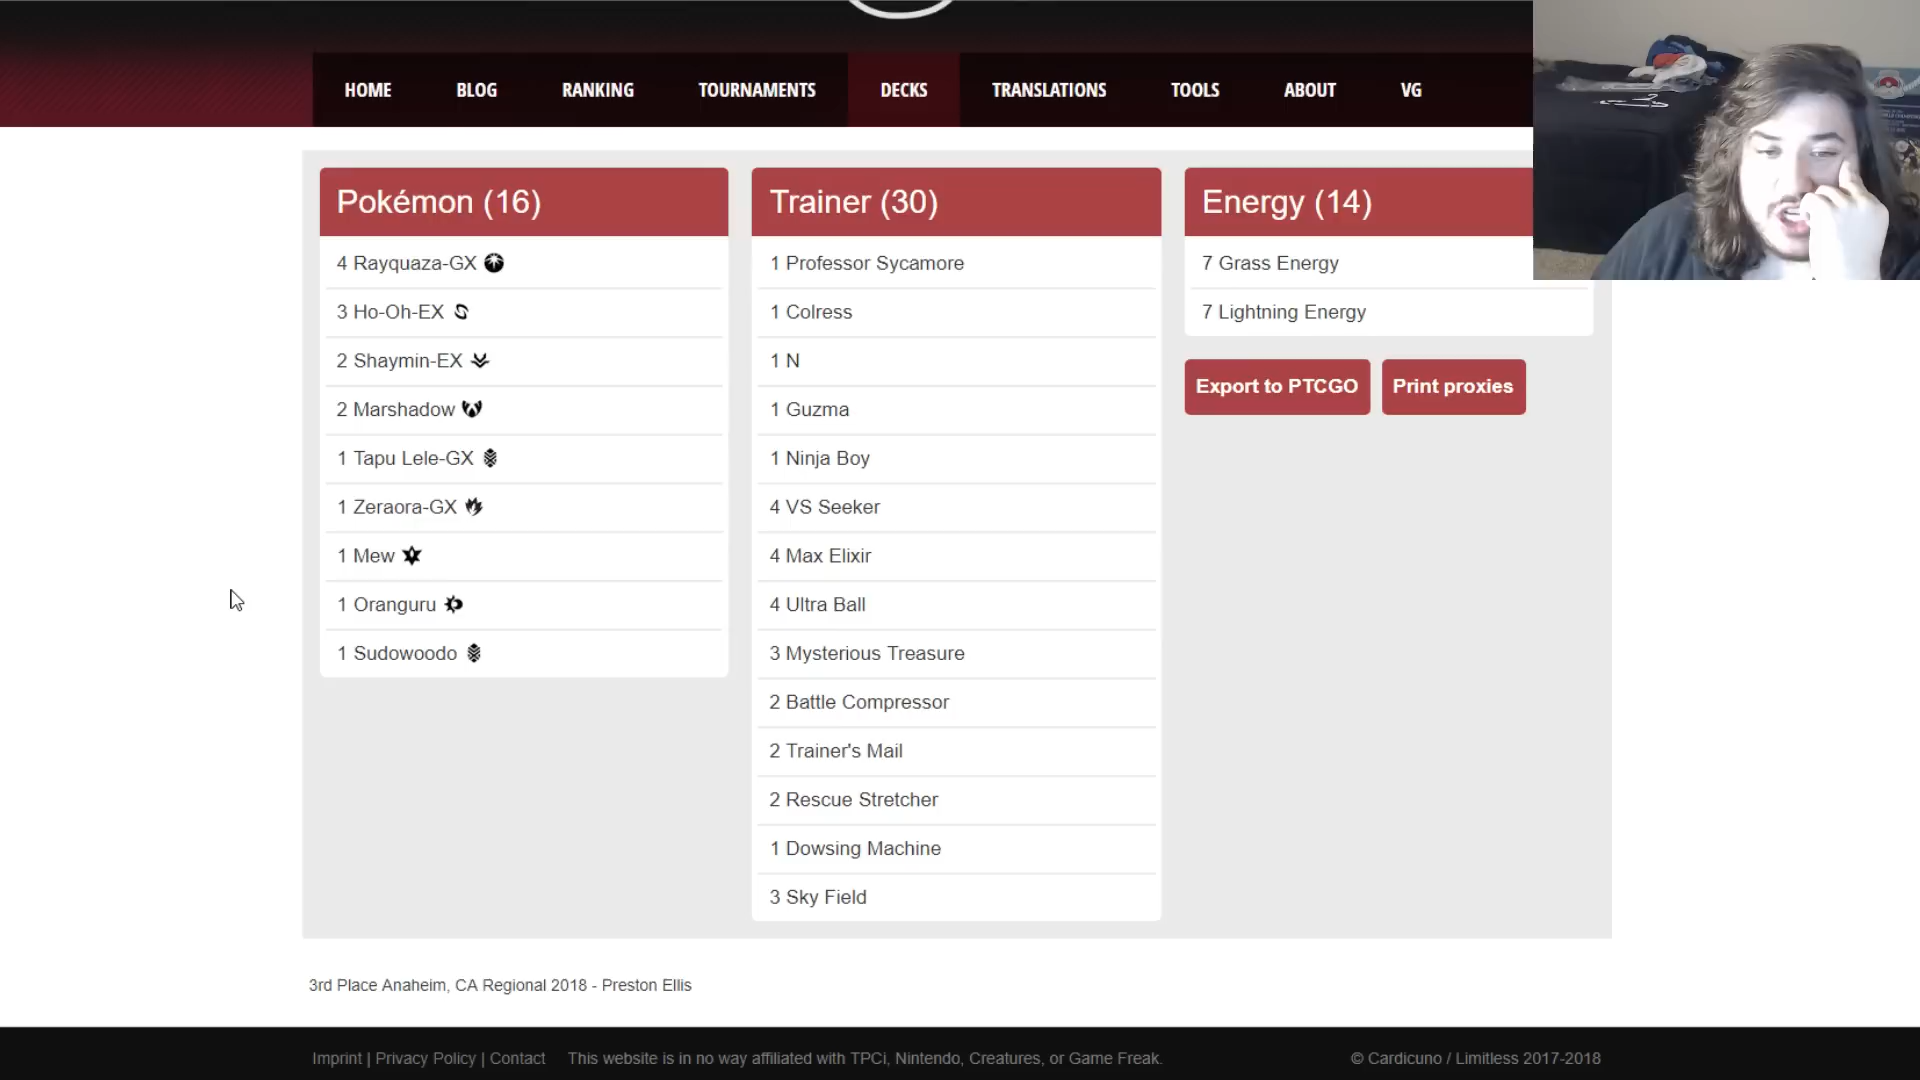 HOME BLOG RANKING TOURNAMENTS DECKS TRANSLATIONS TOOLS ABOUT VG
Pokémon (16)
4 Rayquaza-GX
3 Ho-Oh-EX
2 Shaymin-EX
2 Marshadow
1 Tapu Lele-GX
1 Zeraora-GX
1 Mew
1 Oranguru
1 Sudowoodo
Trainer (30)
1 Professor Sycamore
1 Colress
1 N
1 Guzma
1 Ninja Boy
4 VS Seeker
4 Max Elixir
4 Ultra Ball
3 Mysterious Treasure
2 Battle Compressor
2 Trainer's Mail
2 Rescue Stretcher
1 Dowsing Machine
3 Sky Field
Energy (14)
7 Grass Energy
7 Lightning Energy
Export to PTCGO Print proxies
3rd Place Anaheim, CA Regional 2018 - Preston Ellis
Imprint | Privacy Policy | Contact This website is in no way affiliated with TPCi, Nintendo, Creatures, or Game Freak. © Cardicuno / Limitless 2017-2018